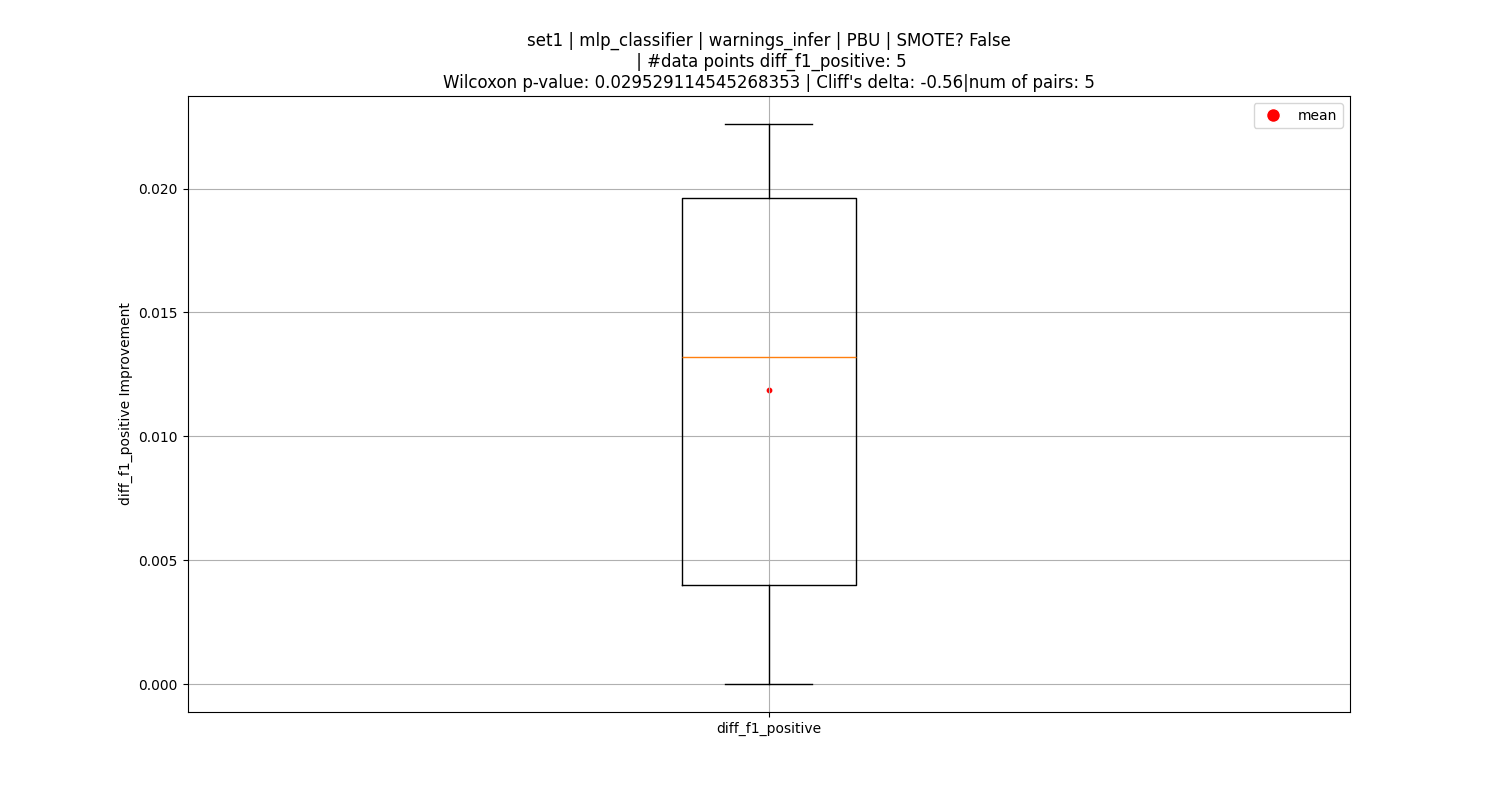 set1 | mlp_classifier | warnings_infer | PBU | SMOTE? False
| #data points diff_f1_positive: 5
Wilcoxon p-value: 0.029529114545268353 | Cliff's delta: -0.56|num of pairs: 5
mean
0.020
0.015
0.010
0.005
0.000
diff_f1_positive Improvement
diff_f1_positive